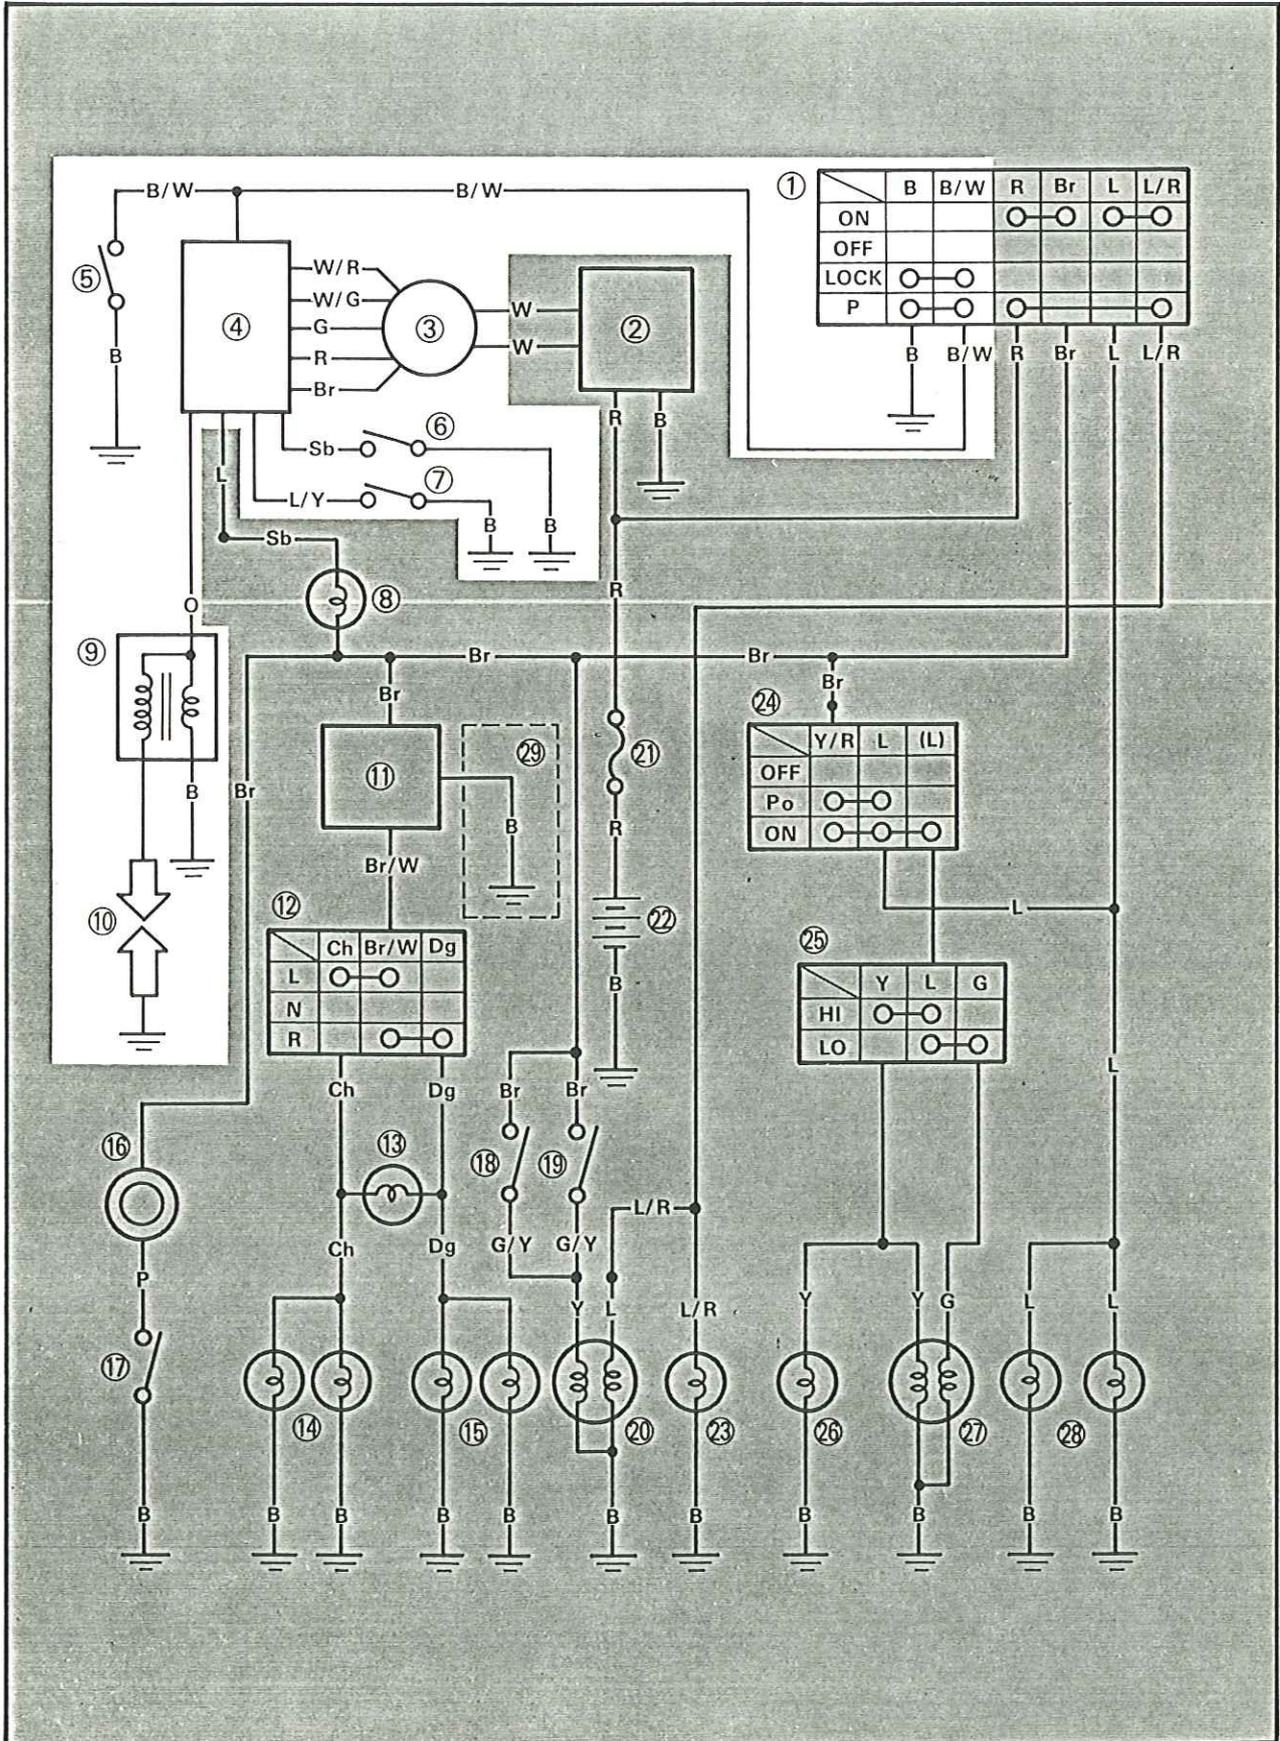 B/W B/W
① B B/W R Br L L/R
ON
OFF
LOCK
P
B B/W R Br L L/R
⑤
B
④
W/R
W/G
G
R
Br
③
W
W
②
R B
Sb ⑥
L/Y ⑦
B B
L
Sb
⑧
O
R
⑨
Br Br
Br
B
Br
⑪
㉙
B
Br/W
㉑
R
Br
㉔ Y/R L (L)
OFF
Po
ON
⑩
⑫ Ch Br/W Dg
L
N
R
㉒
B
L
㉕ Y L G
HI
LO
L
Ch Dg
Br Br
⑯
⑬
⑱ ⑲
L/R
Ch Dg
G/Y G/Y
P
Y L L/R
Y Y G L L
⑰
⑭ ⑮ ⑳ ㉓ ㉖ ㉗ ㉘
B B B B B B B B B B B